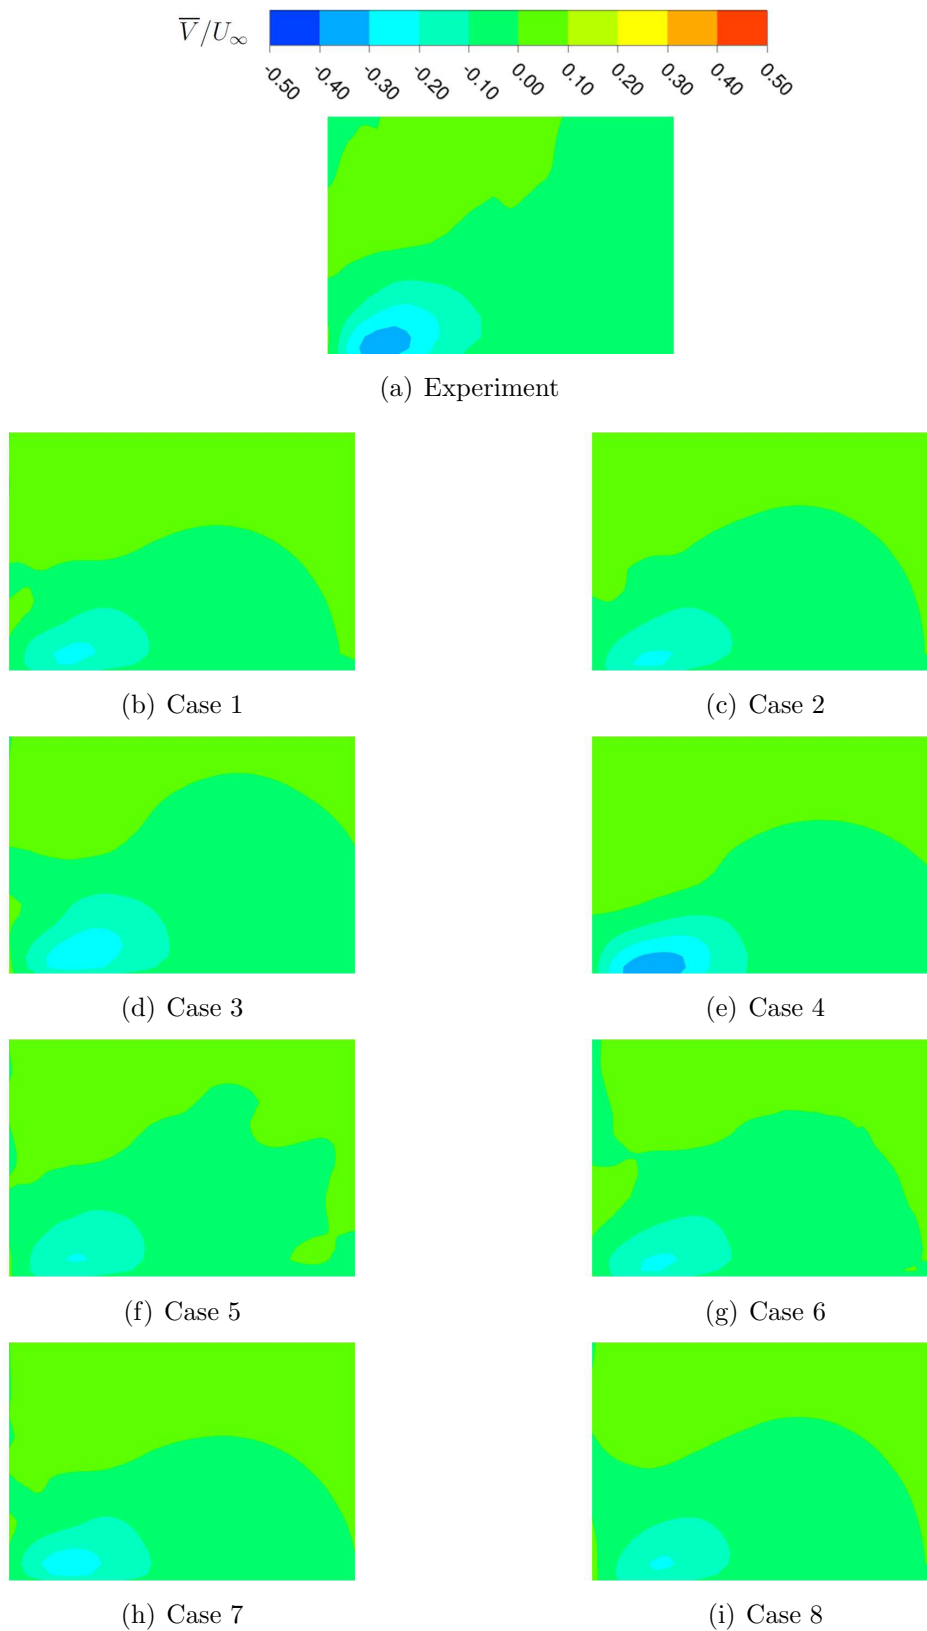 V̅/U∞
-0.50 -0.40 -0.30 -0.20 -0.10 0.00 0.10 0.20 0.30 0.40 0.50
(a) Experiment
(b) Case 1 (c) Case 2
(d) Case 3 (e) Case 4
(f) Case 5 (g) Case 6
(h) Case 7 (i) Case 8